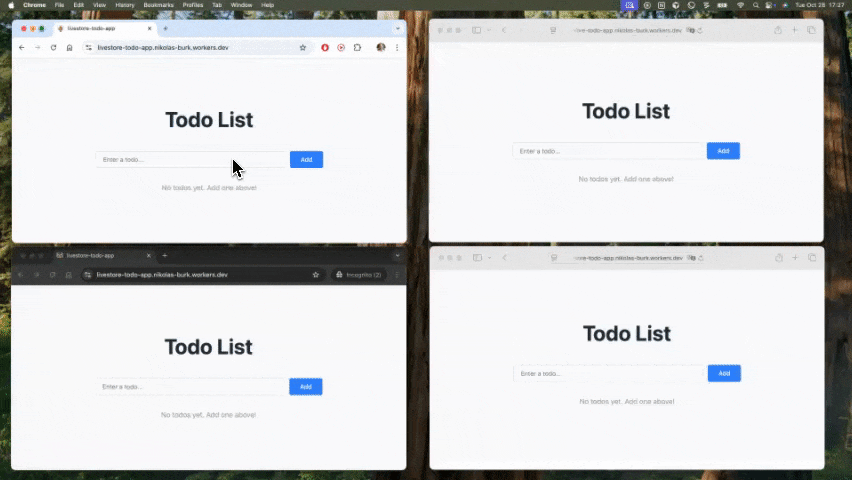 Chrome File Edit View History Bookmarks Profiles Tab Window Help
Tue Oct 28 17:27
livestore-todo-app
livestore-todo-app.nikolas-burk.workers.dev
Todo List
Enter a todo...
Add
No todos yet. Add one above!
re-todo-app.nikolas-burk.workers.dev
Todo List
Enter a todo...
Add
No todos yet. Add one above!
livestore-todo-app
livestore-todo-app.nikolas-burk.workers.dev
Incognito (2)
Todo List
Enter a todo...
Add
No todos yet. Add one above!
re-todo-app.nikolas-burk.workers.dev
Todo List
Enter a todo...
Add
No todos yet. Add one above!